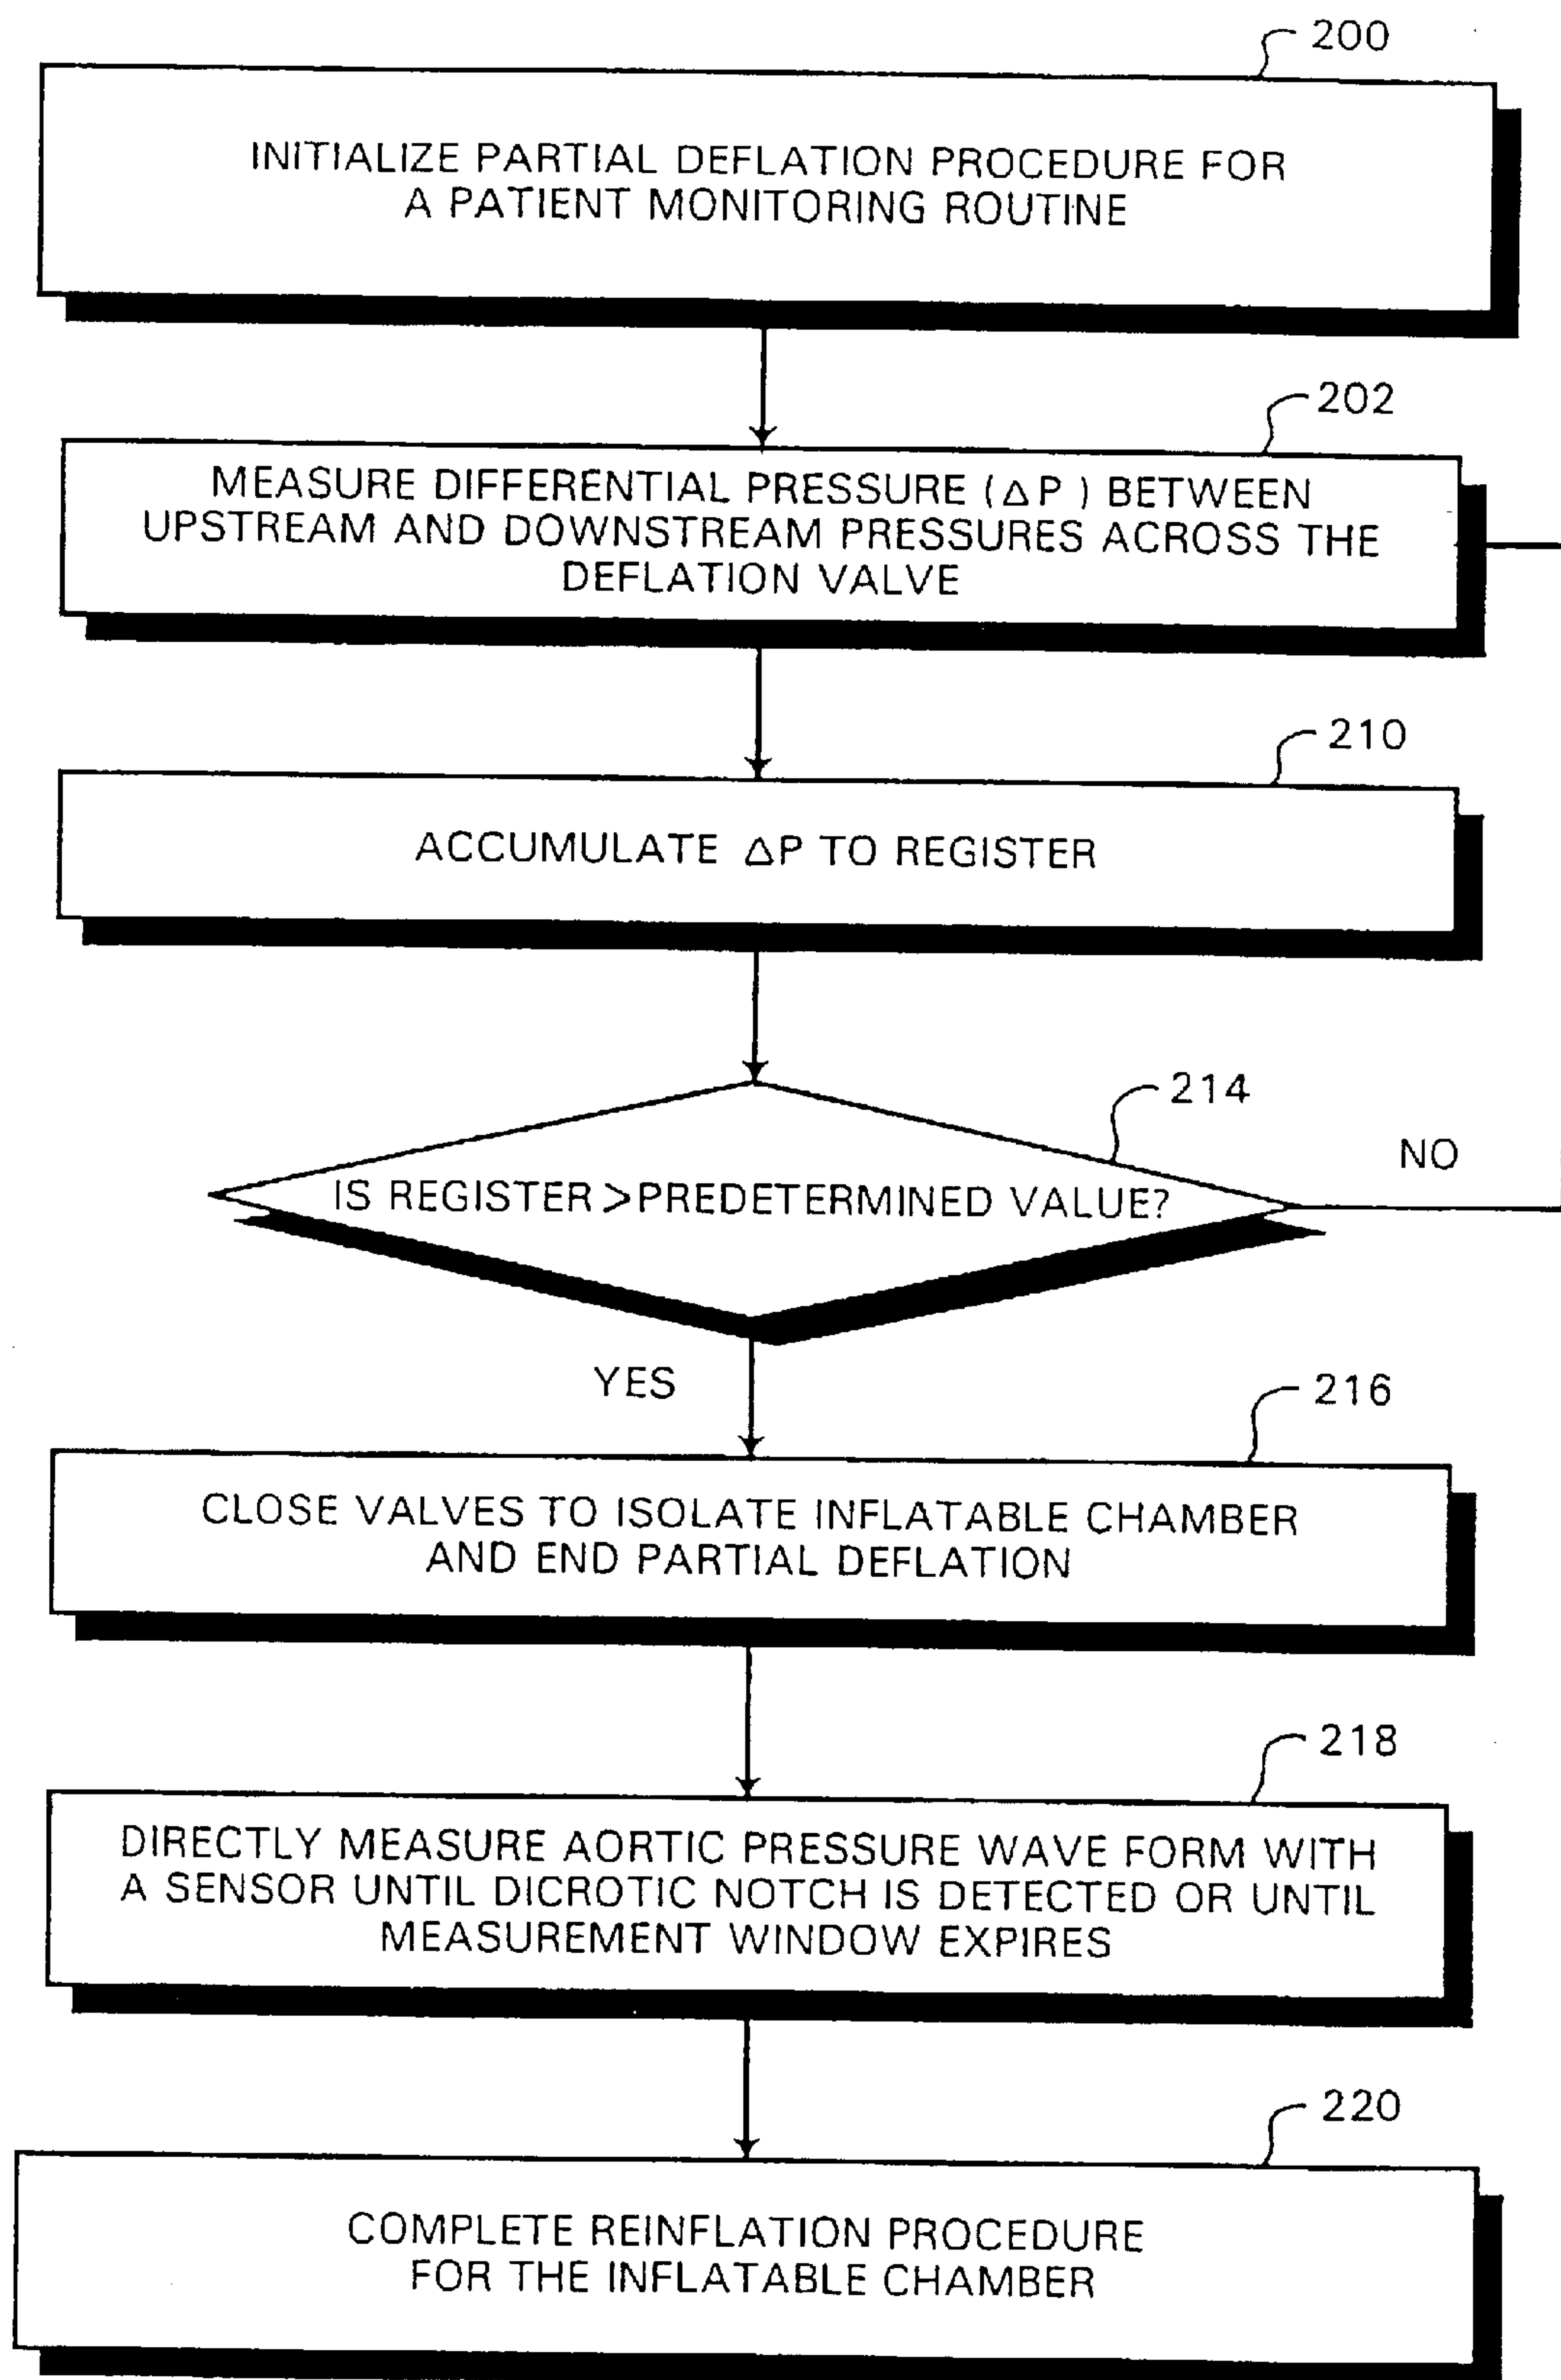 200
INITIALIZE PARTIAL DEFLATION PROCEDURE FOR
A PATIENT MONITORING ROUTINE
202
MEASURE DIFFERENTIAL PRESSURE (ΔP) BETWEEN
UPSTREAM AND DOWNSTREAM PRESSURES ACROSS THE
DEFLATION VALVE
210
ACCUMULATE ΔP TO REGISTER
214
NO
IS REGISTER>PREDETERMINED VALUE?
YES
216
CLOSE VALVES TO ISOLATE INFLATABLE CHAMBER
AND END PARTIAL DEFLATION
218
DIRECTLY MEASURE AORTIC PRESSURE WAVE FORM WITH
A SENSOR UNTIL DICROTIC NOTCH IS DETECTED OR UNTIL
MEASUREMENT WINDOW EXPIRES
220
COMPLETE REINFLATION PROCEDURE
FOR THE INFLATABLE CHAMBER